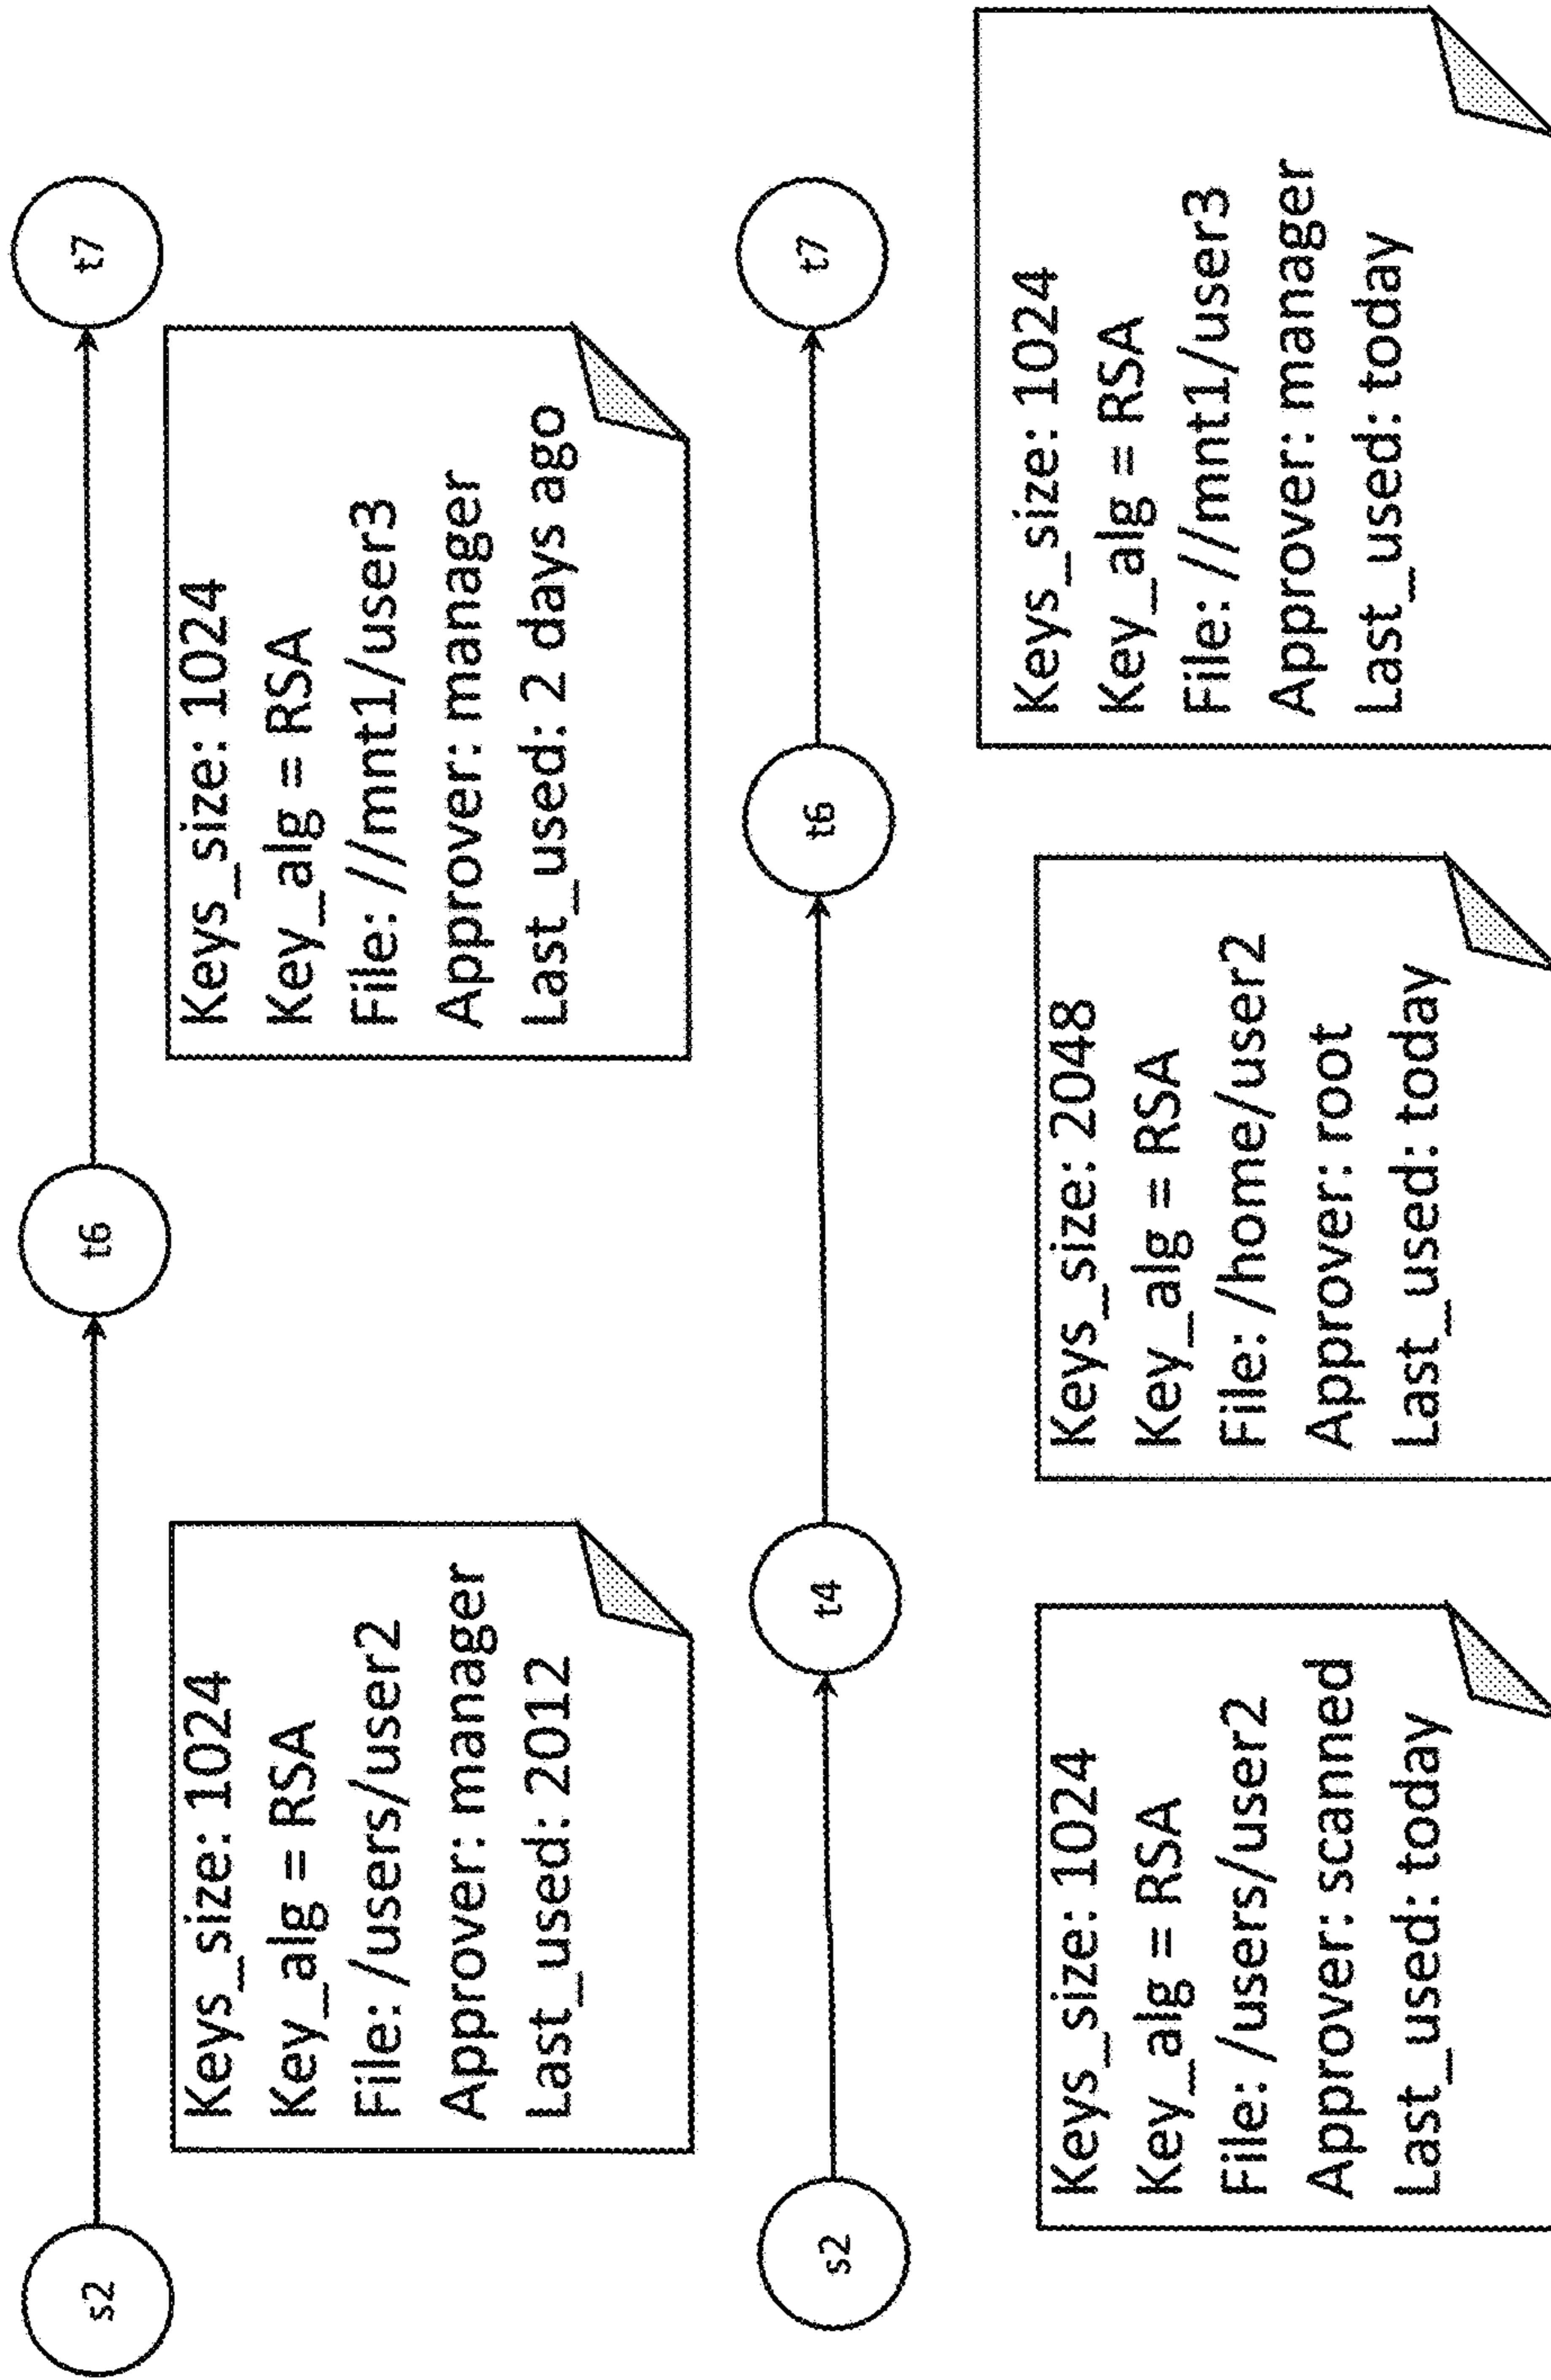 s2
t6
t7
Keys_size: 1024
Key_alg = RSA
File: /users/user2
Approver: manager
Last_used: 2012
Keys_size: 1024
Key_alg = RSA
File: //mnt1/user3
Approver: manager
Last_used: 2 days ago
s2
t4
t6
t7
Keys_size: 1024
Key_alg = RSA
File: /users/user2
Approver: scanned
Last_used: today
Keys_size: 2048
Key_alg = RSA
File: /home/user2
Approver: root
Last_used: today
Keys_size: 1024
Key_alg = RSA
File: //mnt1/user3
Approver: manager
Last_used: today